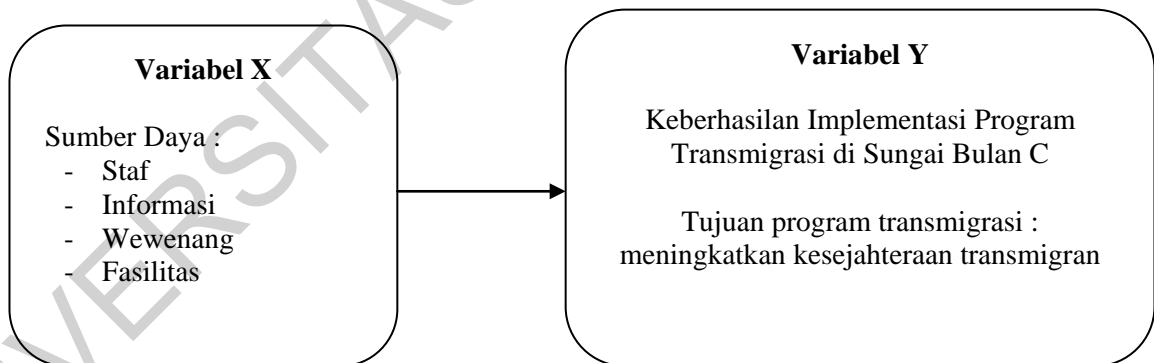 Variabel X
Sumber Daya :
- Staf
- Informasi
- Wewenang
- Fasilitas
Variabel Y
Keberhasilan Implementasi Program
Transmigrasi di Sungai Bulan C
Tujuan program transmigrasi :
meningkatkan kesejahteraan transmigran
VERSITA